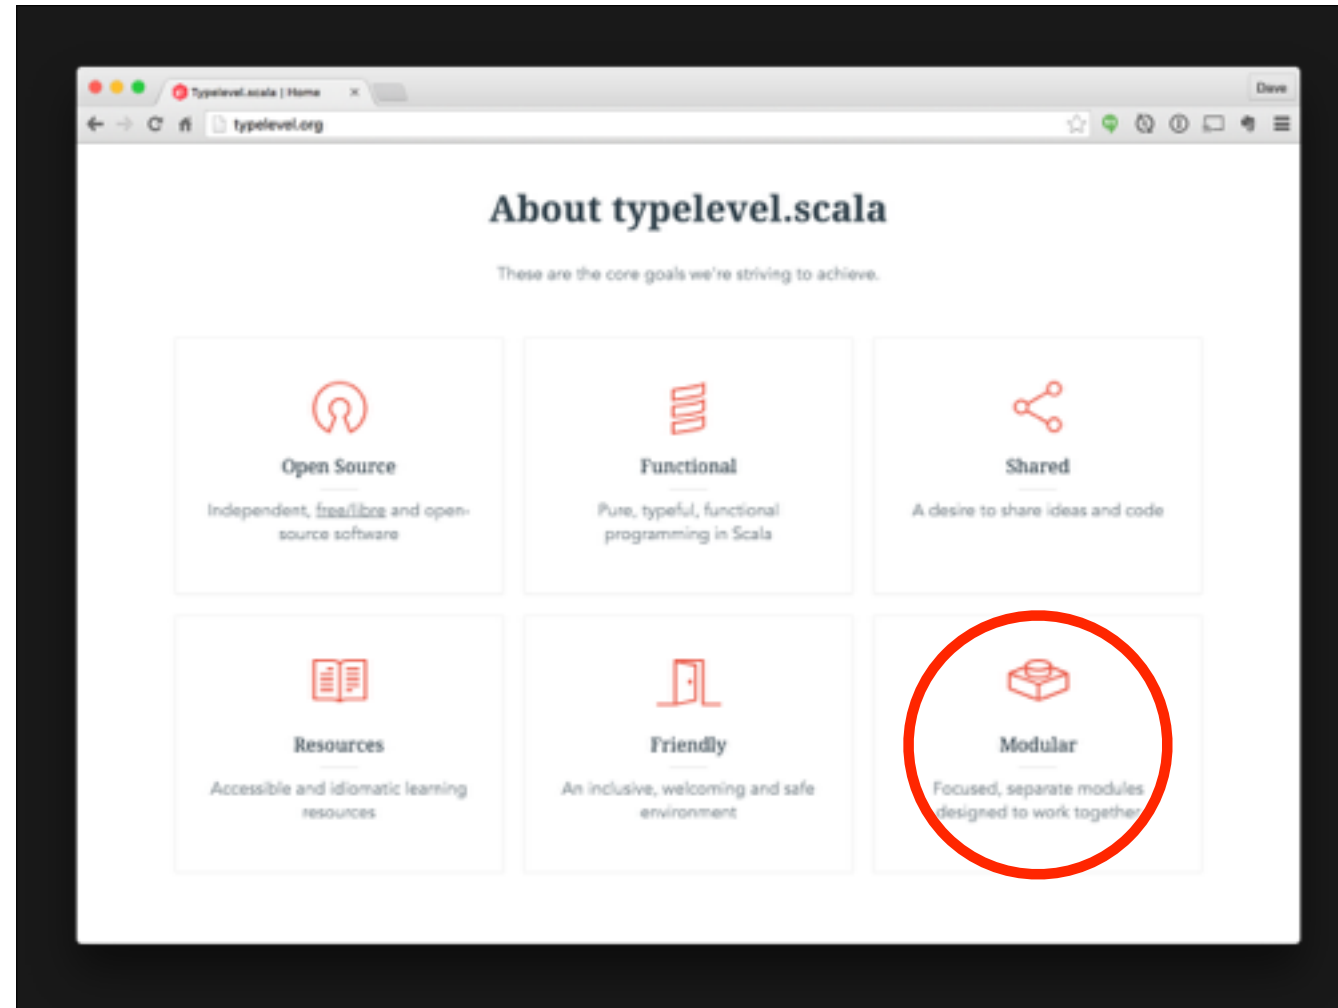 Typelevel.scala | Home
Dave
typelevel.org
About typelevel.scala
These are the core goals we're striving to achieve.
Open Source
Independent, free/libre and open-
source software
Functional
Pure, typeful, functional
programming in Scala
Shared
A desire to share ideas and code
Resources
Accessible and idiomatic learning
resources
Friendly
An inclusive, welcoming and safe
environment
Modular
Focused, separate modules
designed to work together